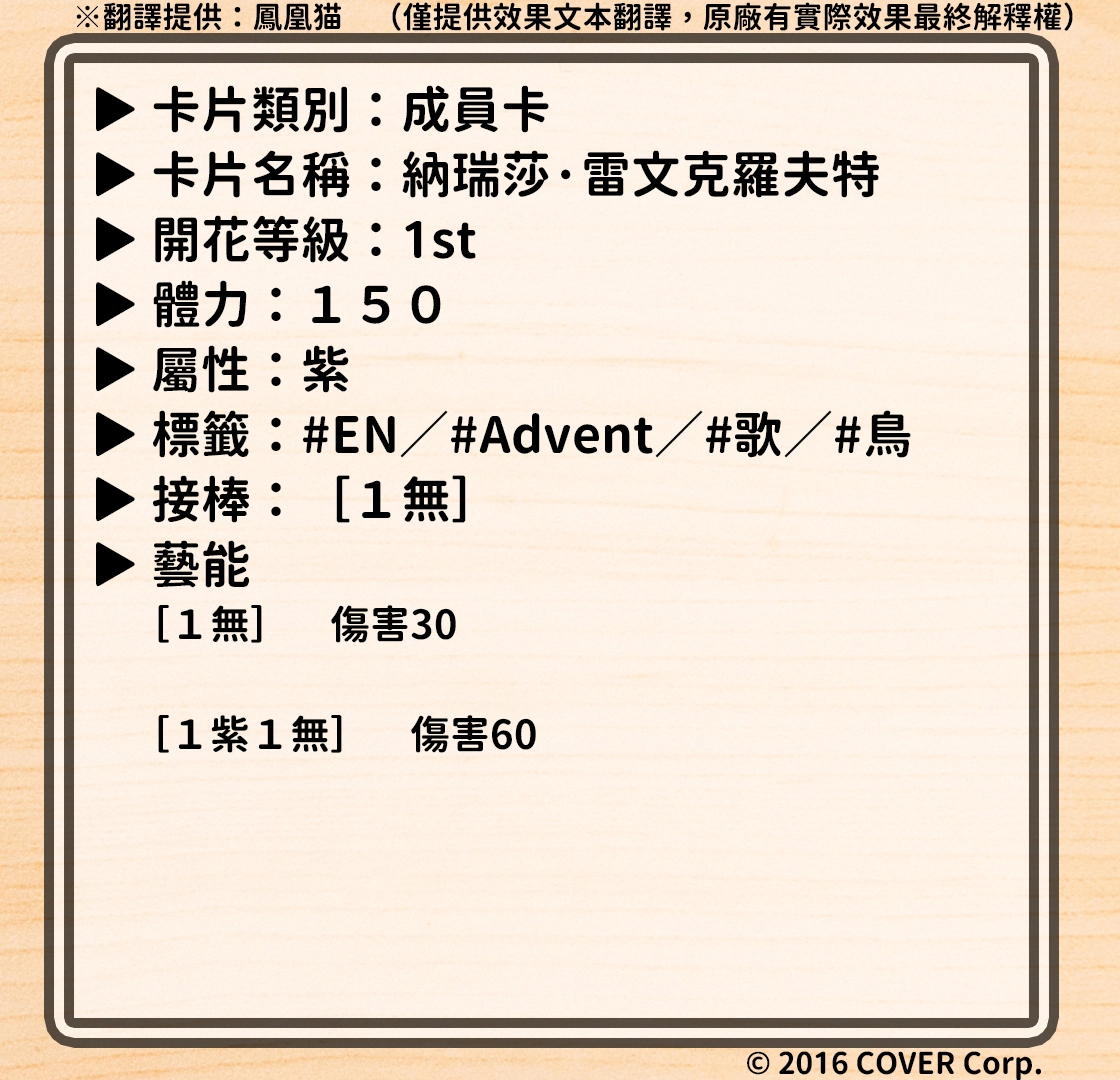 ※翻譯提供：鳳凰猫　（僅提供效果文本翻譯，原廠有實際效果最終解釋權）
▶ 卡片類別：成員卡
▶ 卡片名稱：納瑞莎·雷文克羅夫特
▶ 開花等級：1st
▶ 體力：１５０
▶ 屬性：紫
▶ 標籤：#EN／#Advent／#歌／#鳥
▶ 接棒：［１無］
▶ 藝能
［１無］　傷害30
［１紫１無］　傷害60
© 2016 COVER Corp.